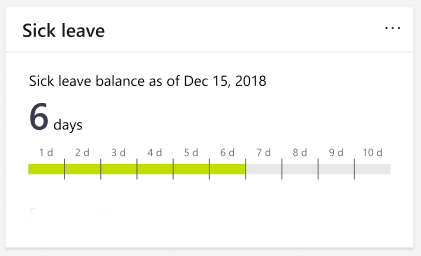 Sick leave
...
Sick leave balance as of Dec 15, 2018
6 days
1 d 2 d 3 d 4 d 5 d 6 d 7 d 8 d 9 d 10 d